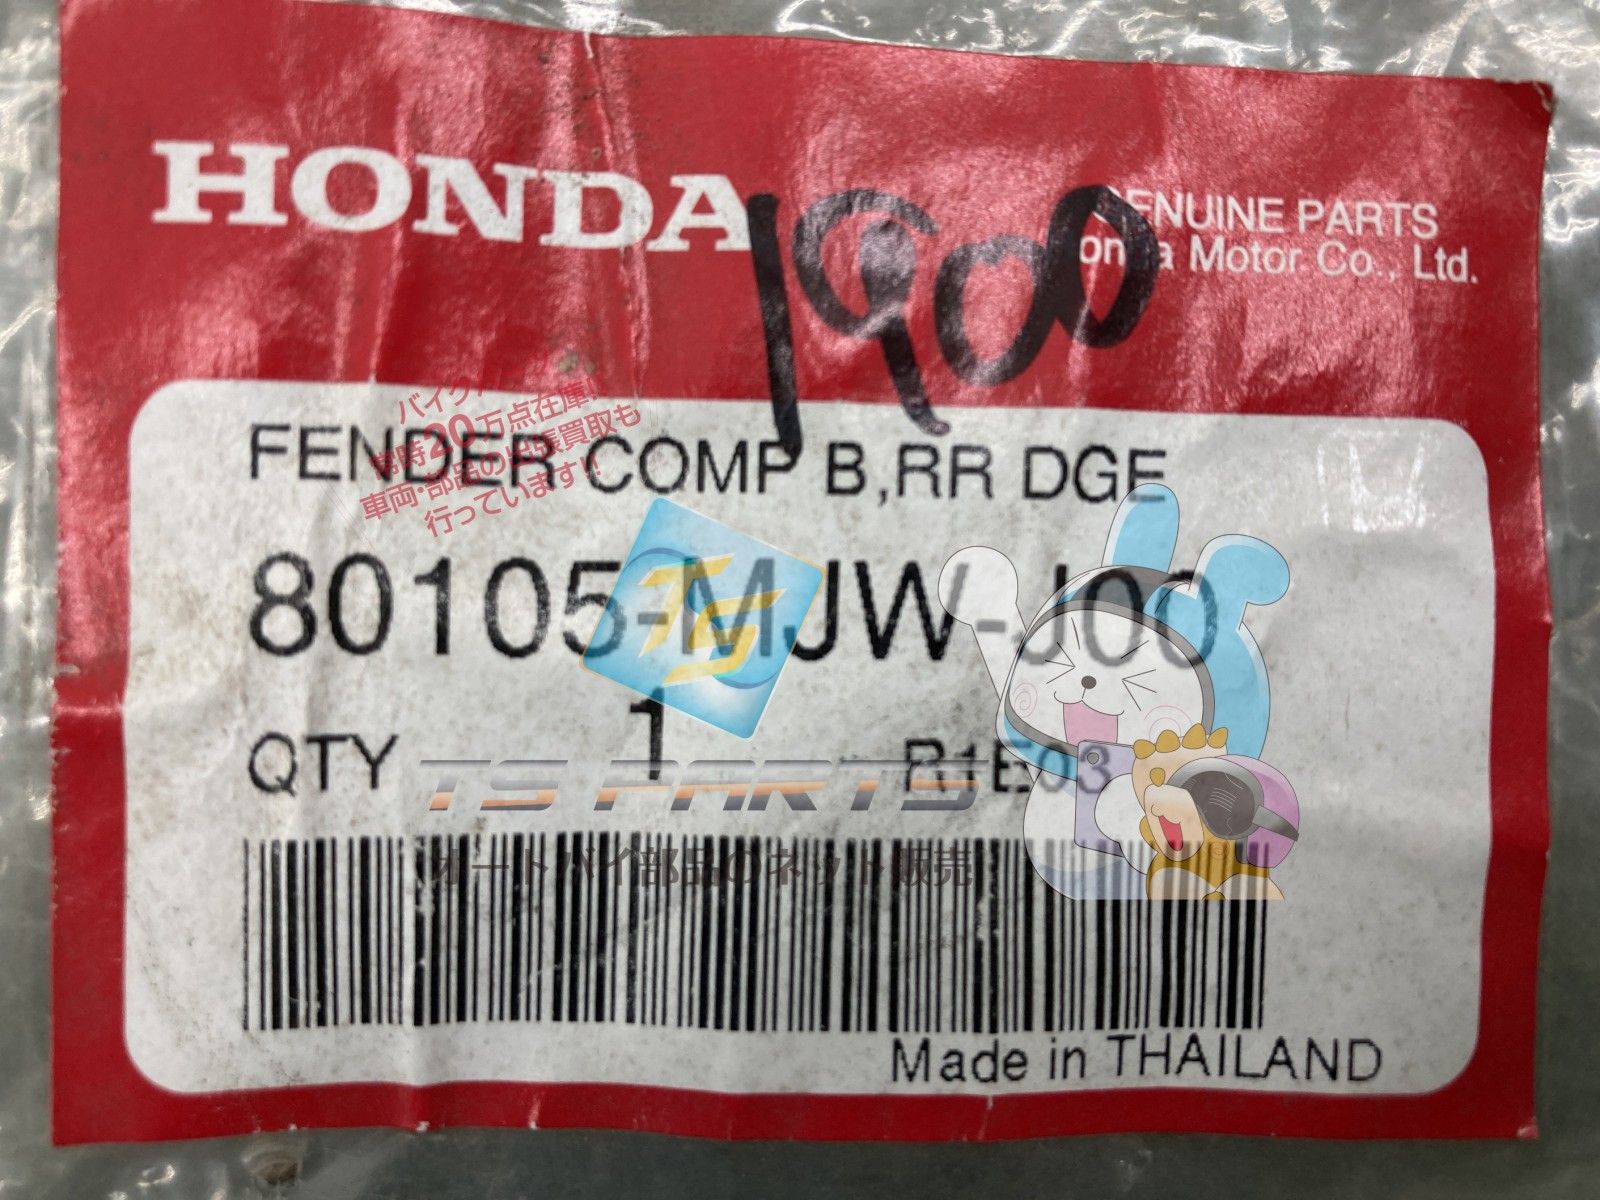 HONDA
1900
GENUINE PARTS
Honda Motor Co., Ltd.
常時20万点在庫!!
車両・部品の出張買取も
行っています!!
FENDER COMP B,RR DGE
80105-MJW-J00
TS
QTY 1 R1E03
TS PARTS
オートバイ部品のネット販売
Made in THAILAND